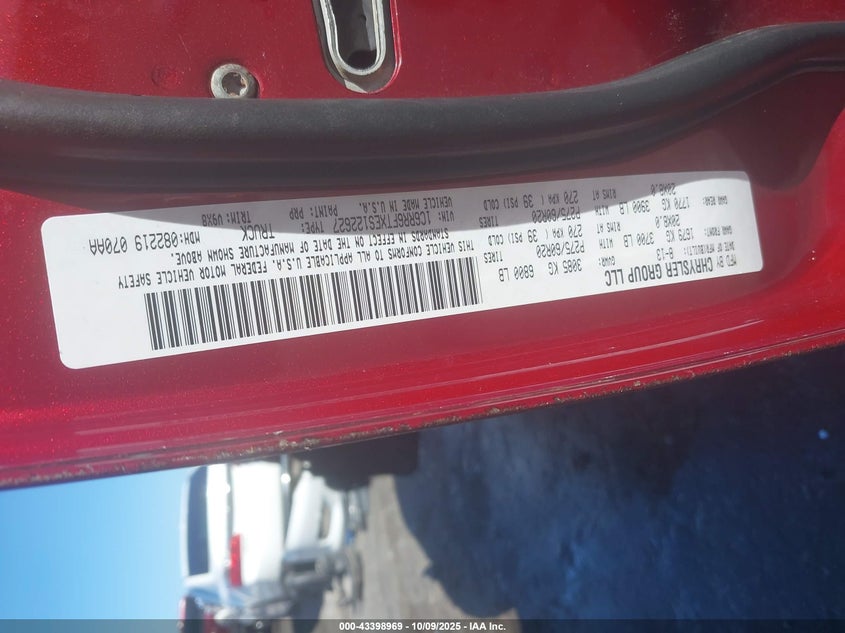 MFD BY: CHRYSLER GROUP LLC
DATE OF MFR/BUILT: 8-13 GVWR: 3085 KG 6800 LB
GAWR FRONT: 1679 KG 3700 LB WITH P275/60R20 TIRES
20X8.0 RIMS AT 270 KPA ( 39 PSI) COLD
GAWR REAR: 1770 KG 3900 LB WITH P275/60R20 TIRES
20X8.0 RIMS AT 270 KPA ( 39 PSI) COLD
THIS VEHICLE CONFORMS TO ALL APPLICABLE U.S.A. FEDERAL MOTOR VEHICLE SAFETY
STANDARDS IN EFFECT ON THE DATE OF MANUFACTURE SHOWN ABOVE.
VIN: 1C6RR6FTXES122627 TYPE: TRUCK MDH:082219 070AA
VEHICLE MADE IN U.S.A. PAINT: PRP TRIM: V9X8
000-43398969 - 10/09/2025 - IAA Inc.